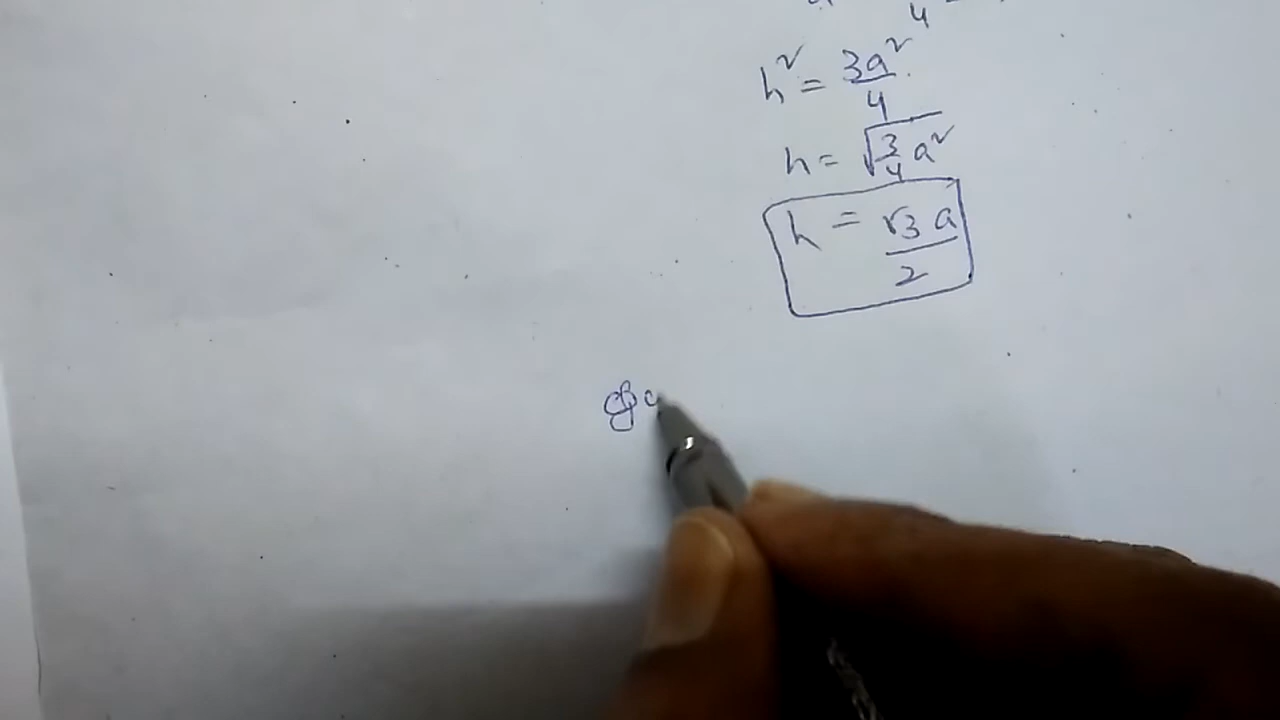 h² = 3a²/4
h = √(3/4 a²)
h = √3 a/2